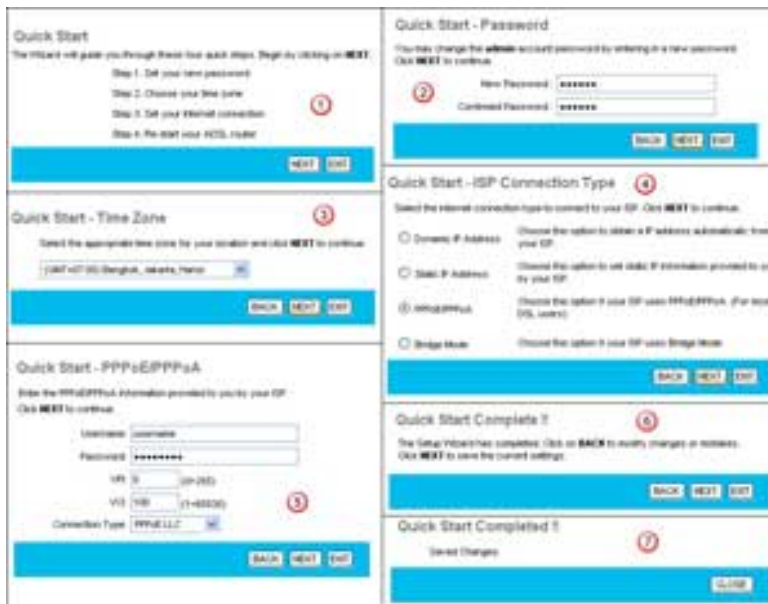 Quick Start
The Wizard will guide you through these four quick steps. Begin by clicking on NEXT.
Step 1. Set your new password
Step 2. Choose your time zone
Step 3. Set your Internet connection
Step 4. Re-start your ADSL router
1
NEXT EXIT
Quick Start - Password
You may change the admin account password by entering in a new password.
Click NEXT to continue.
2
New Password:
Confirmed Password:
BACK NEXT EXIT
Quick Start - Time Zone
3
Select the appropriate time zone for your location and click NEXT to continue.
(GMT+07:00) Bangkok, Jakarta, Hanoi
BACK NEXT EXIT
Quick Start - ISP Connection Type
4
Select the Internet connection type to connect to your ISP. Click NEXT to continue.
Dynamic IP Address
Choose this option to obtain a IP address automatically from
your ISP.
Static IP Address
Choose this option to set static IP information provided to
by your ISP.
PPPoE/PPPoA
Choose this option if your ISP uses PPPoE/PPPoA. (For
DSL users)
Bridge Mode
Choose this option if your ISP uses Bridge Mode.
BACK NEXT EXIT
Quick Start - PPPoE/PPPoA
Enter the PPPoE/PPPoA information provided to you by your ISP.
Click NEXT to continue.
Username: username
Password:
VPI: 0 (0~255)
VCI: (1~65535)
5
Connection Type: PPPoE LLC
BACK NEXT EXIT
Quick Start Complete !!
6
The Setup Wizard has completed. Click on BACK to modify changes or mistakes.
Click NEXT to save the current settings.
BACK NEXT EXIT
Quick Start Completed !!
7
Saved Changes.
CLOSE